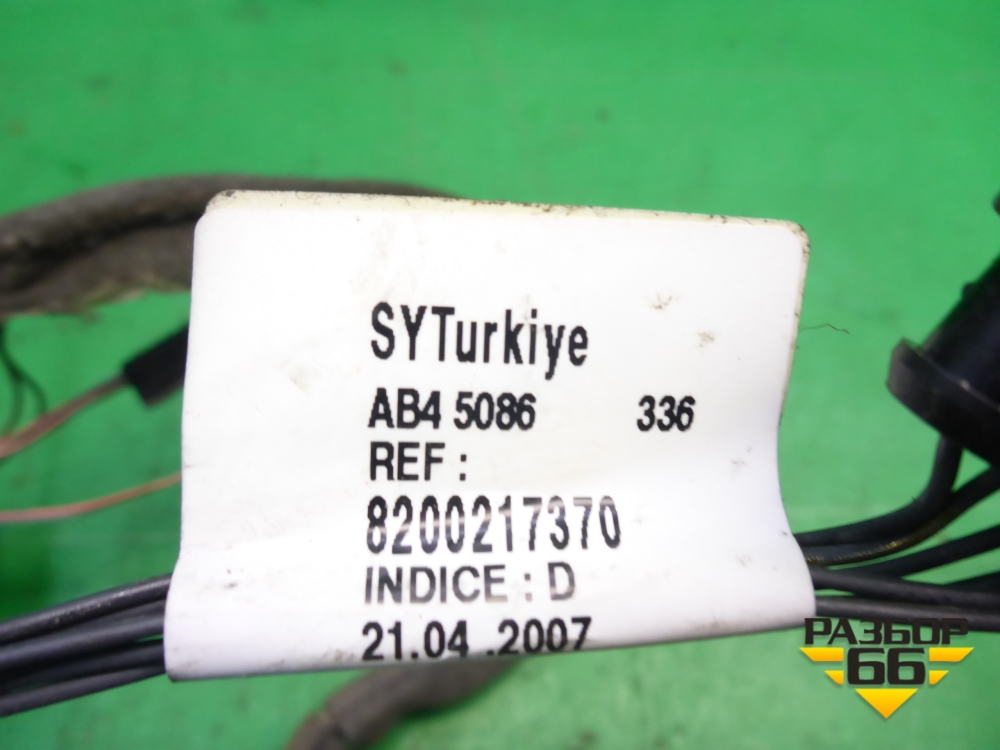 SYTurkiye
AB4 5086 336
REF :
8200217370
INDICE : D
21.04 .2007
РАЗБОР
66